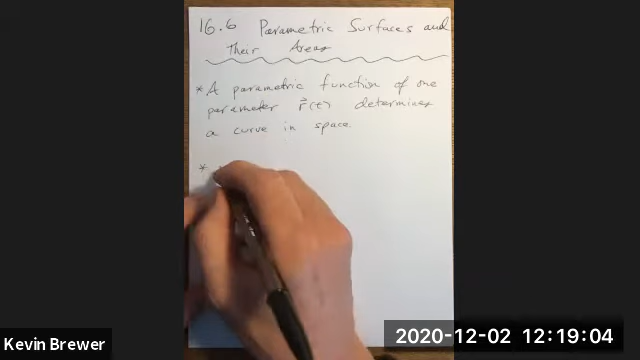 16.6 Parametric Surfaces and
Their Areas
* A parametric function of one
parameter r⃗(t) determines
a curve in space
*
Kevin Brewer
2020-12-02 12:19:04